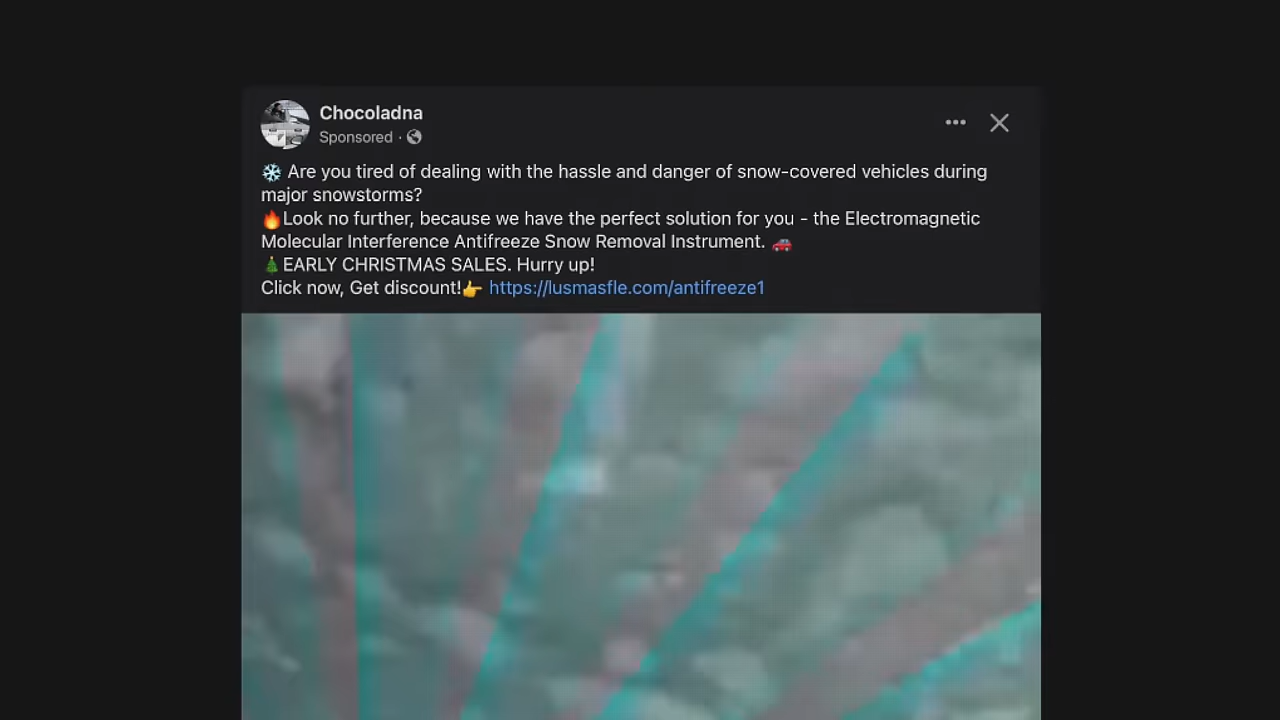 Chocoladna
Sponsored ·
❄️ Are you tired of dealing with the hassle and danger of snow-covered vehicles during
major snowstorms?
🔥Look no further, because we have the perfect solution for you - the Electromagnetic
Molecular Interference Antifreeze Snow Removal Instrument. 🚗
🎄EARLY CHRISTMAS SALES. Hurry up!
Click now, Get discount!👉 https://lusmasfle.com/antifreeze1